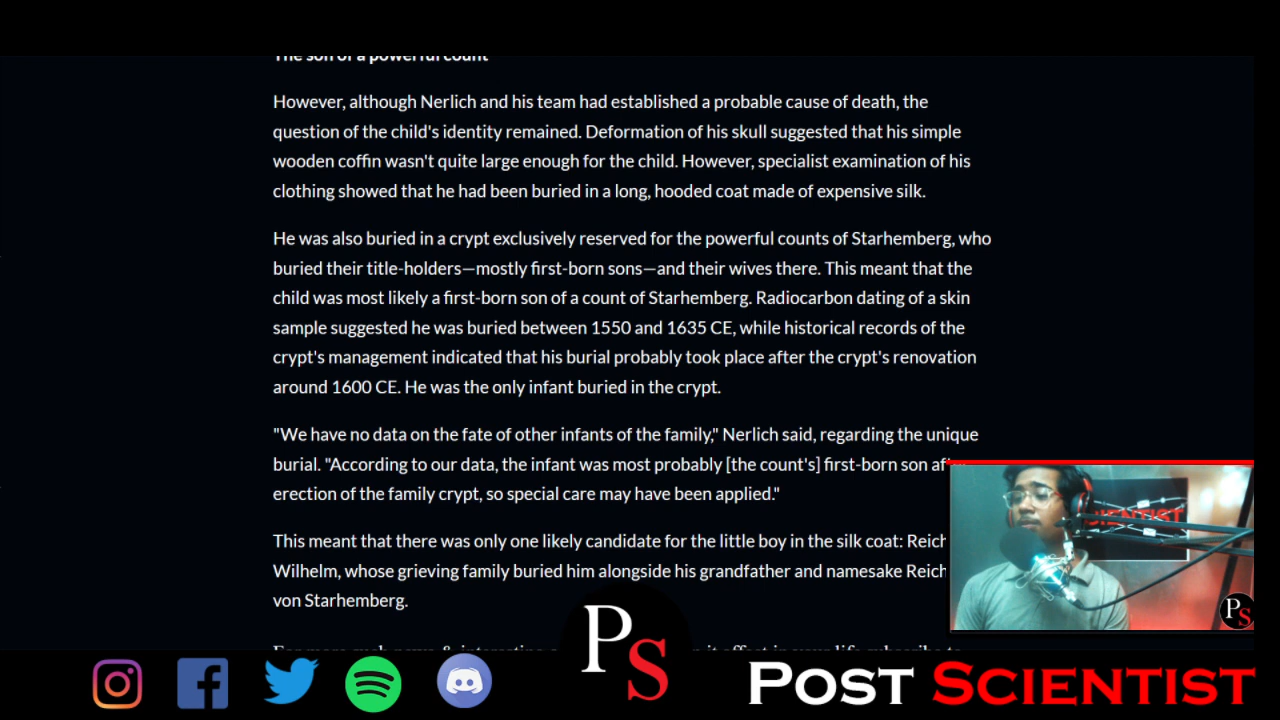 The son of a powerful count
However, although Nerlich and his team had established a probable cause of death, the
question of the child's identity remained. Deformation of his skull suggested that his simple
wooden coffin wasn't quite large enough for the child. However, specialist examination of his
clothing showed that he had been buried in a long, hooded coat made of expensive silk.
He was also buried in a crypt exclusively reserved for the powerful counts of Starhemberg, who
buried their title-holders—mostly first-born sons—and their wives there. This meant that the
child was most likely a first-born son of a count of Starhemberg. Radiocarbon dating of a skin
sample suggested he was buried between 1550 and 1635 CE, while historical records of the
crypt's management indicated that his burial probably took place after the crypt's renovation
around 1600 CE. He was the only infant buried in the crypt.
"We have no data on the fate of other infants of the family," Nerlich said, regarding the unique
burial. "According to our data, the infant was most probably [the count's] first-born son after
erection of the family crypt, so special care may have been applied."
This meant that there was only one likely candidate for the little boy in the silk coat: Reich
Wilhelm, whose grieving family buried him alongside his grandfather and namesake Reich
von Starhemberg.
SCIENTIST
PS
PS
POST SCIENTIST